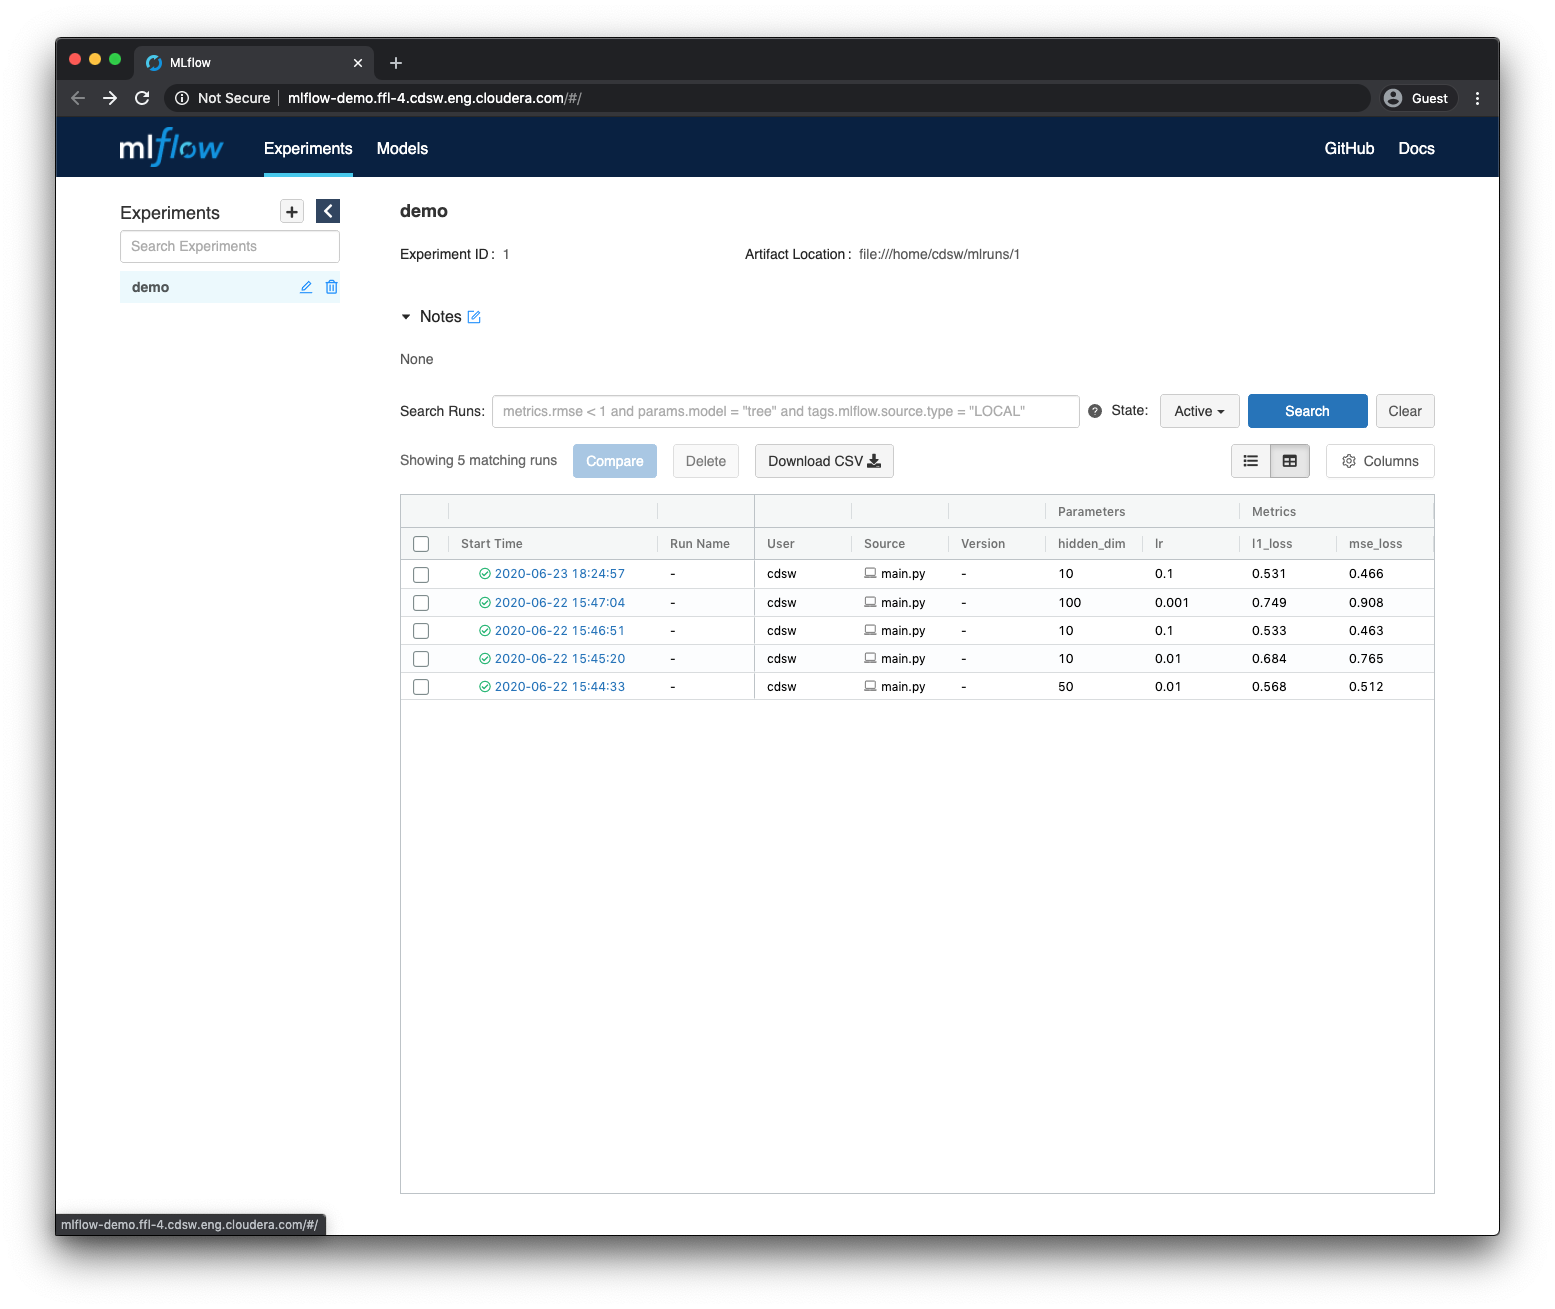 MLflow
Not Secure mlflow-demo.ffl-4.cdsw.eng.cloudera.com/#/ Guest
mlflow Experiments Models GitHub Docs
Experiments
Search Experiments
demo
demo
Experiment ID: 1 Artifact Location: file:///home/cdsw/mlruns/1
Notes
None
Search Runs: metrics.rmse < 1 and params.model = "tree" and tags.mlflow.source.type = "LOCAL" ? State: Active Search Clear
Showing 5 matching runs Compare Delete Download CSV Columns
Parameters Metrics
Start Time Run Name User Source Version hidden_dim lr l1_loss mse_loss
2020-06-23 18:24:57 - cdsw main.py - 10 0.1 0.531 0.466
2020-06-22 15:47:04 - cdsw main.py - 100 0.001 0.749 0.908
2020-06-22 15:46:51 - cdsw main.py - 10 0.1 0.533 0.463
2020-06-22 15:45:20 - cdsw main.py - 10 0.01 0.684 0.765
2020-06-22 15:44:33 - cdsw main.py - 50 0.01 0.568 0.512
mlflow-demo.ffl-4.cdsw.eng.cloudera.com/#/